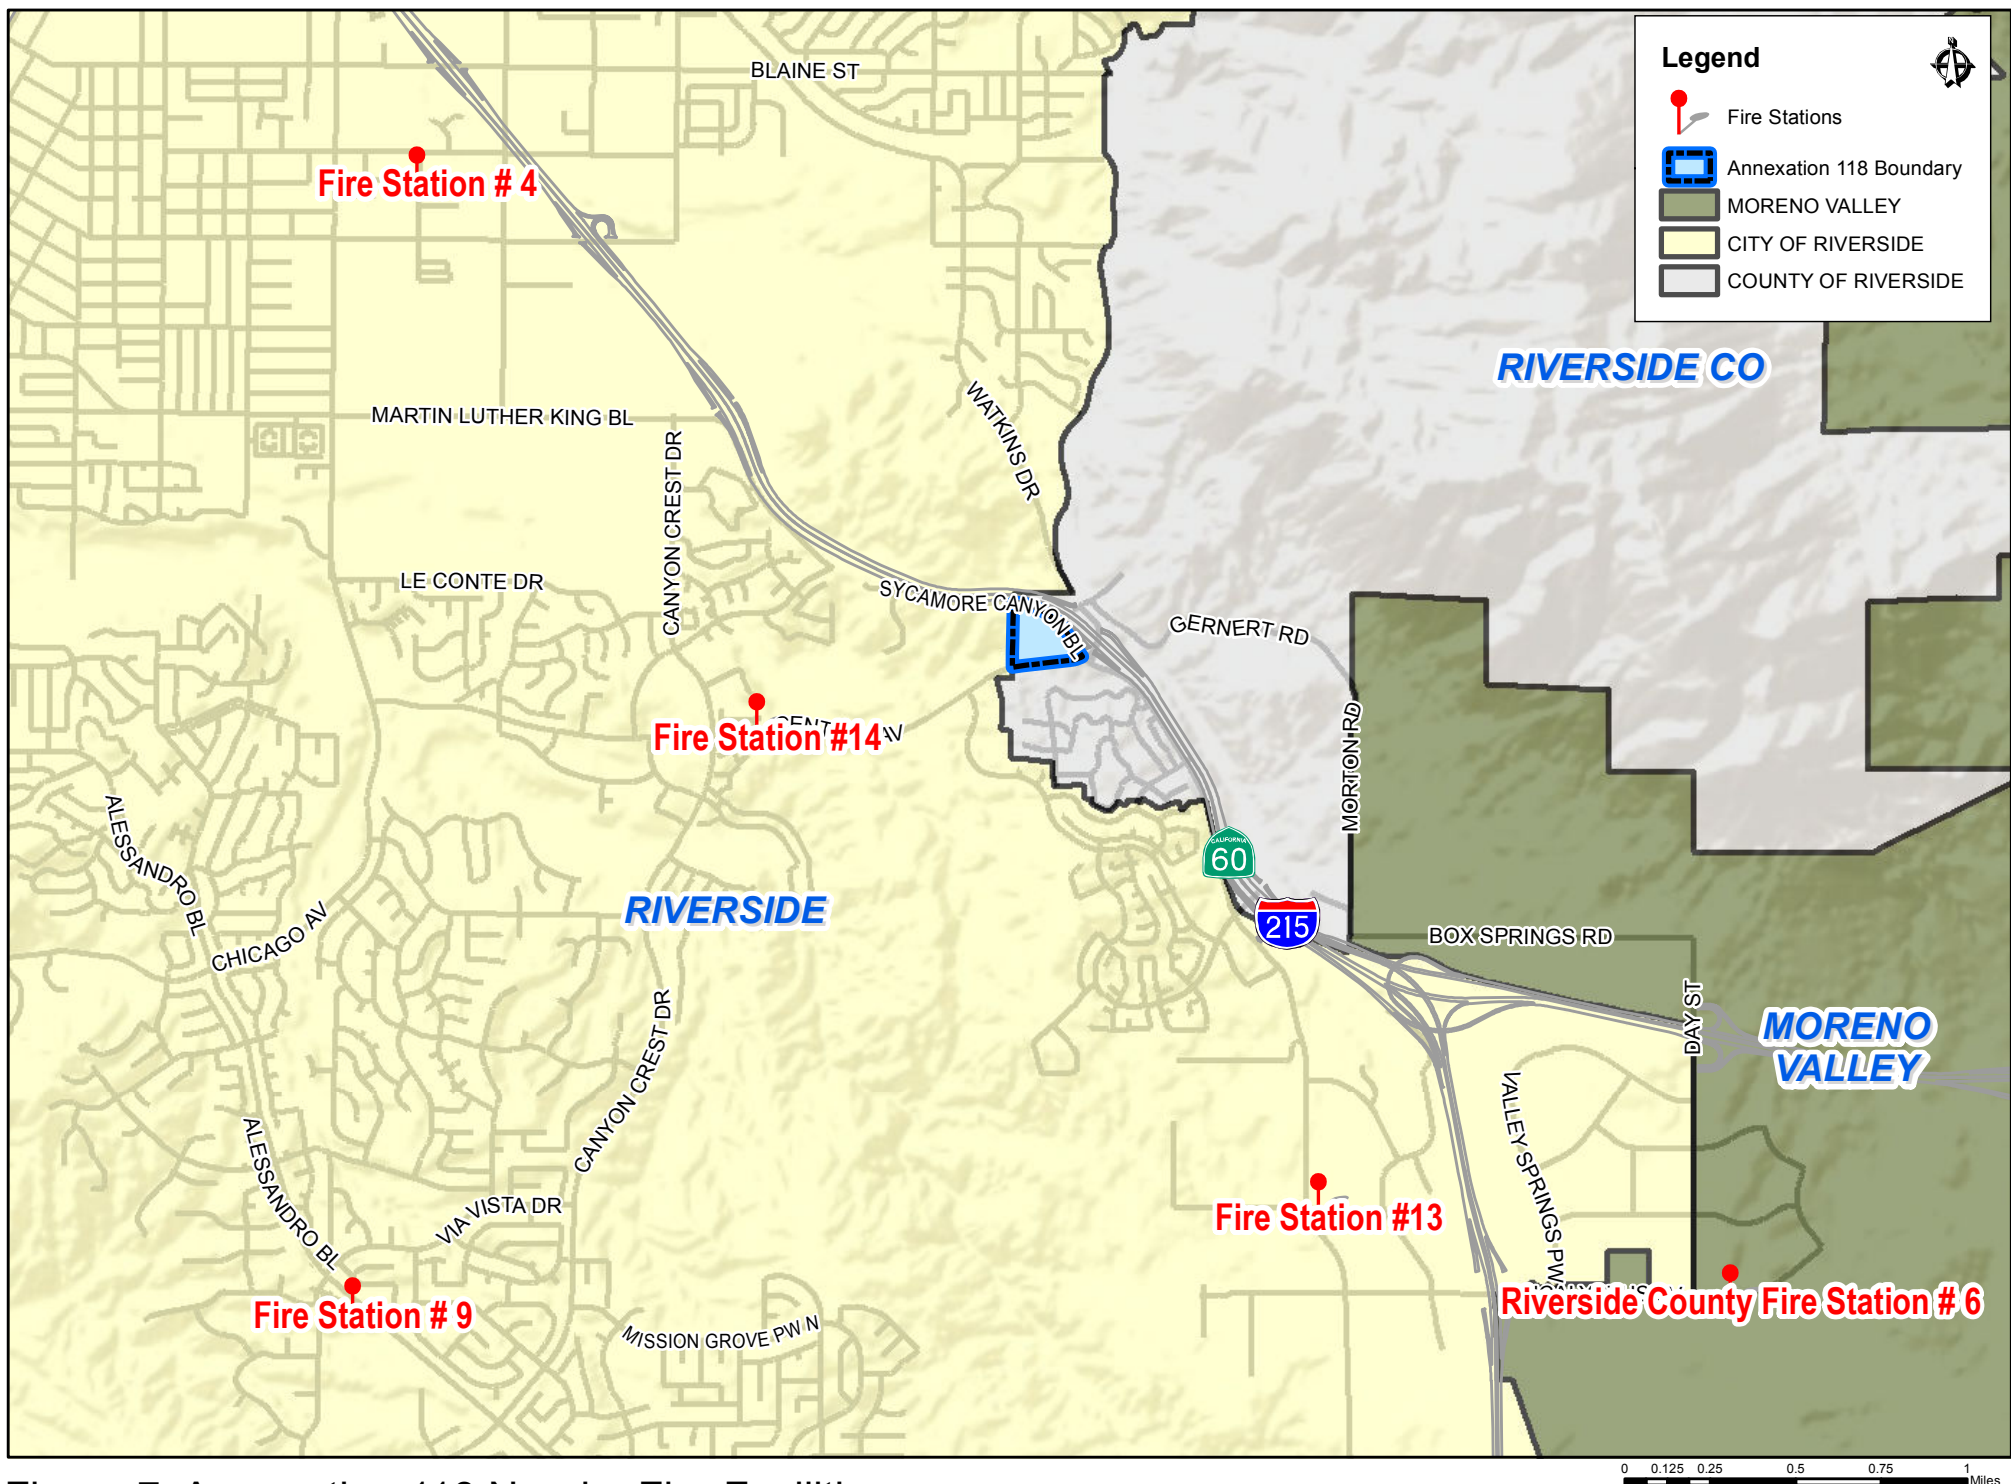 BLAINE ST
Legend
Fire Stations
Annexation 118 Boundary
MORENO VALLEY
CITY OF RIVERSIDE
COUNTY OF RIVERSIDE
Fire Station # 4
RIVERSIDE CO
MARTIN LUTHER KING BL
WATKINS DR
CANYON CREST DR
LE CONTE DR
SYCAMORE CANYON BL
GERNERT RD
MORTON RD
Fire Station #14
AV
ALESSANDRO BL
CALIFORNIA
60
RIVERSIDE
CHICAGO AV
215
BOX SPRINGS RD
DAY ST
MORENO
VALLEY
CANYON CREST DR
VALLEY SPRINGS PW
ALESSANDRO BL
VIA VISTA DR
Fire Station #13
Fire Station # 9
Riverside County Fire Station # 6
MISSION GROVE PW N
0 0.125 0.25 0.5 0.75 1
Miles